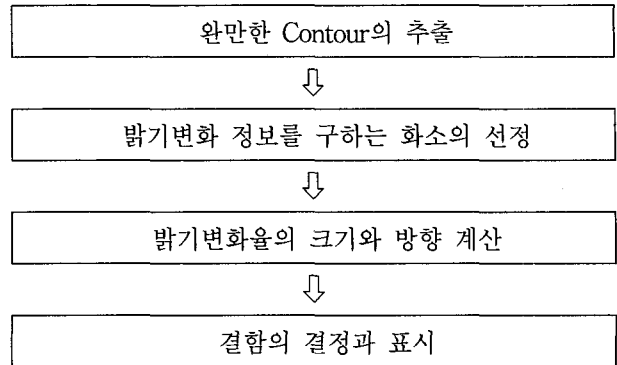 완만한 Contour의 추출
밝기변화 정보를 구하는 화소의 선정
밝기변화율의 크기와 방향 계산
결함의 결정과 표시